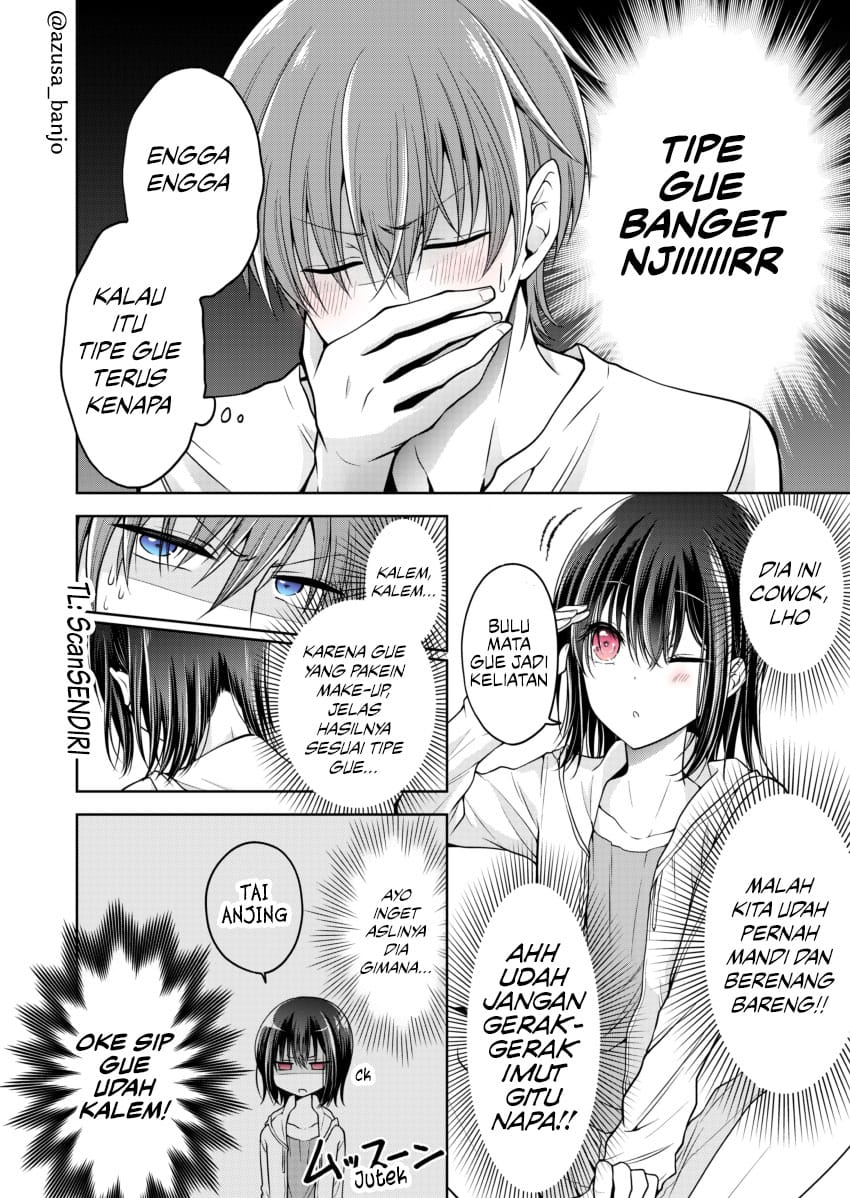 @azusa_banjo
TIPE
GUE
BANGET
NJIIIIIIRR
ENGGA
ENGGA
KALAU
ITU
TIPE GUE
TERUS
KENAPA
DIA INI
COWOK,
LHO
BULU
MATA
GUE JADI
KELIATAN
MALAH
KITA UDAH
PERNAH
MANDI DAN
BERENANG
BARENG!!
AHH
UDAH
JANGAN
GERAK-
GERAK
IMUT
GITU
NAPA!!
KALEM,
KALEM...
KARENA GUE
YANG PAKEIN
MAKE-UP,
JELAS
HASILNYA
SESUAI TIPE
GUE...
TL: ScanSENDIRI
AYO
INGET
ASLINYA
DIA
GIMANA...
TAI
ANJING
ck
ムッスーン
Jutek
OKE SIP
GUE
UDAH
KALEM!